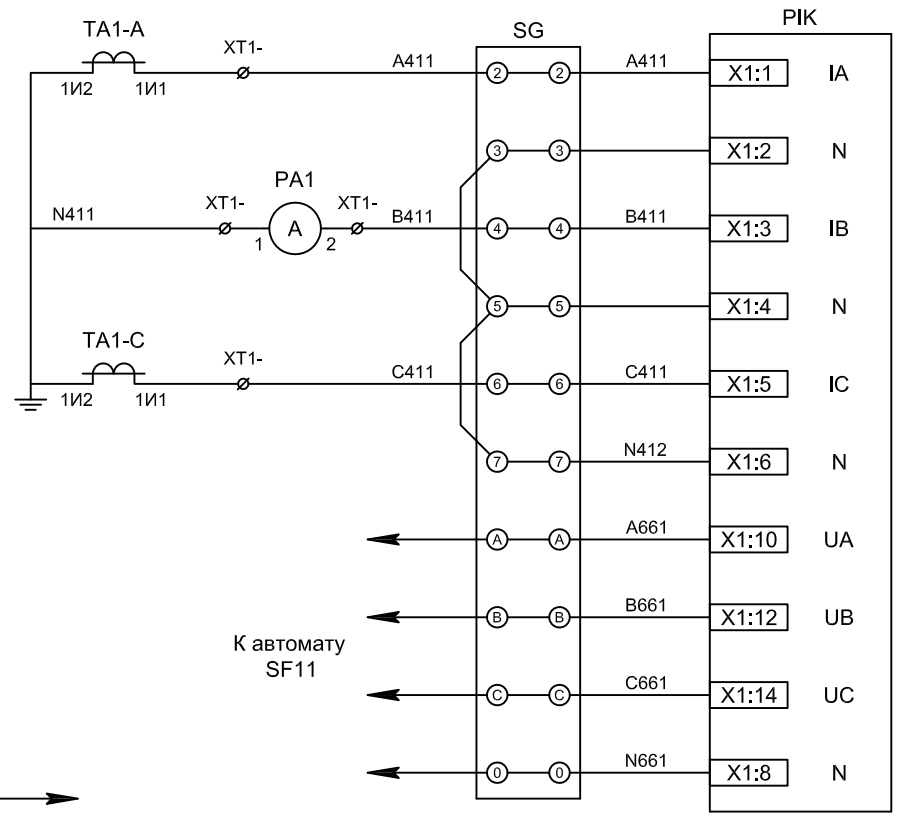 PIK
TA1-A
SG
XT1-
A411
A411
2
2
X1:1
IA
1И2
1И1
3
3
X1:2
N
PA1
N411
XT1-
XT1-
B411
B411
1
A
2
4
4
X1:3
IB
5
5
X1:4
N
TA1-C
XT1-
C411
C411
6
6
X1:5
IC
1И2
1И1
N412
7
7
X1:6
N
A661
A
A
X1:10
UA
B661
B
B
X1:12
UB
К автомату
SF11
C661
C
C
X1:14
UC
N661
0
0
X1:8
N